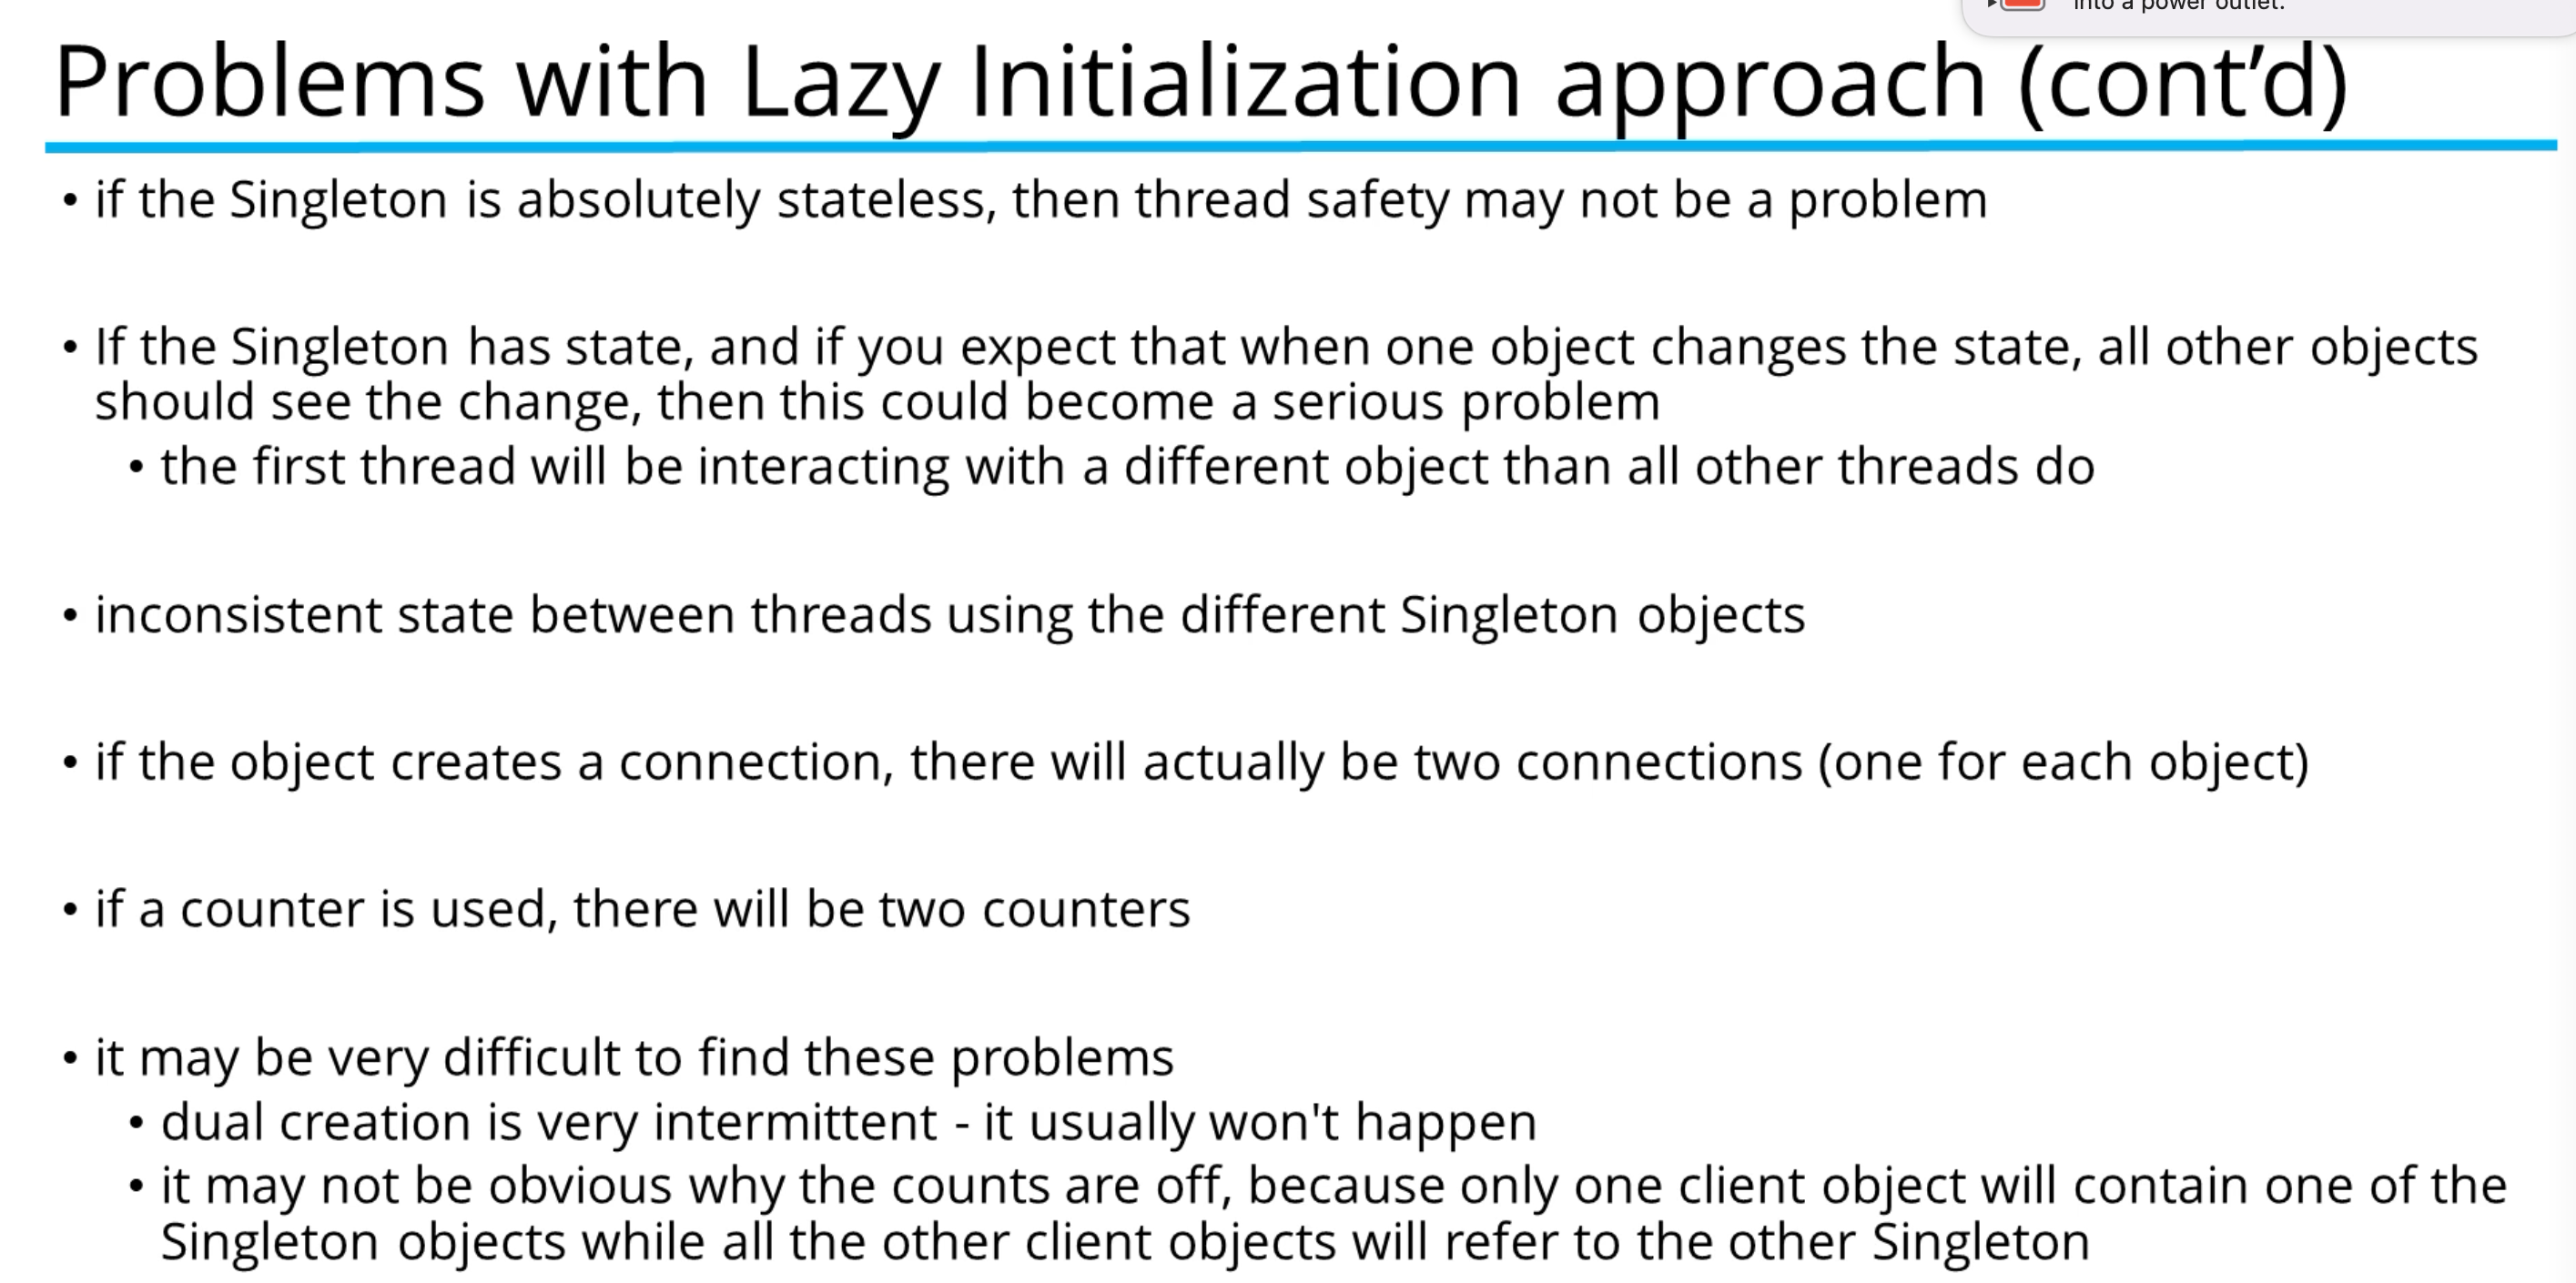 into a power outlet.
Problems with Lazy Initialization approach (cont’d)
• if the Singleton is absolutely stateless, then thread safety may not be a problem
• If the Singleton has state, and if you expect that when one object changes the state, all other objects
should see the change, then this could become a serious problem
• the first thread will be interacting with a different object than all other threads do
• inconsistent state between threads using the different Singleton objects
• if the object creates a connection, there will actually be two connections (one for each object)
• if a counter is used, there will be two counters
• it may be very difficult to find these problems
• dual creation is very intermittent - it usually won't happen
• it may not be obvious why the counts are off, because only one client object will contain one of the
Singleton objects while all the other client objects will refer to the other Singleton